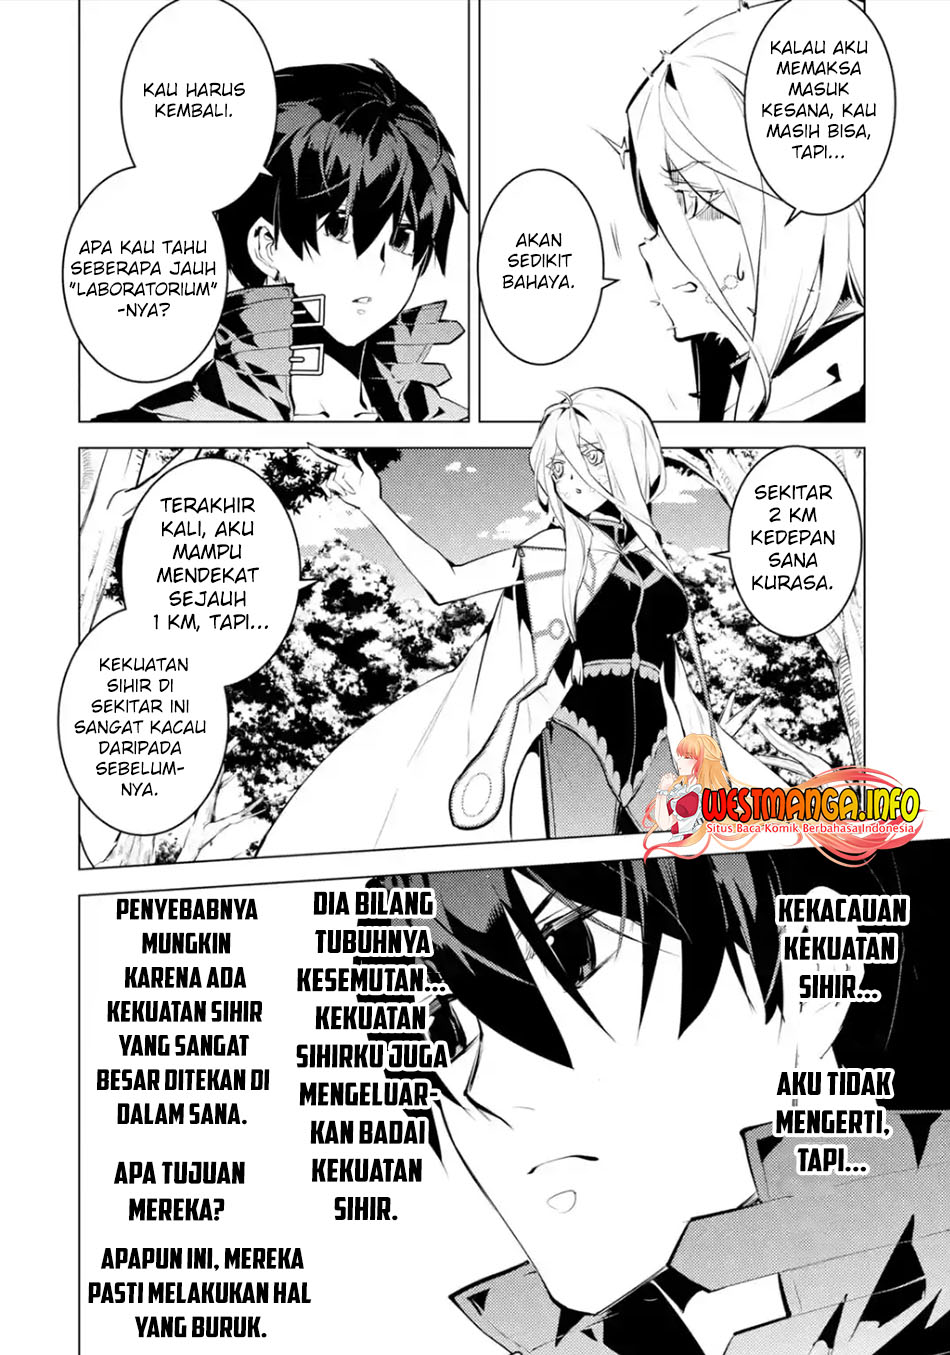 KALAU AKU
MEMAKSA
MASUK
KESANA, KAU
MASIH BISA,
TAPI...
AKAN
SEDIKIT
BAHAYA.
KAU HARUS
KEMBALI.
APA KAU TAHU
SEBERAPA JAUH
"LABORATORIUM"
-NYA?
SEKITAR
2 KM
KEDEPAN
SANA
KURASA.
TERAKHIR
KALI, AKU
MAMPU
MENDEKAT
SEJAUH
1 KM, TAPI...
KEKUATAN
SIHIR DI
SEKITAR INI
SANGAT KACAU
DARIPADA
SEBELUM-
NYA.
WESTMANGA.INFO
Situs Baca Komik Berbahasa Indonesia
KEKACAUAN
KEKUATAN
SIHIR...
AKU TIDAK
MENGERTI,
TAPI...
DIA BILANG
TUBUHNYA
KESEMUTAN...
KEKUATAN
SIHIRKU JUGA
MENGELUAR-
KAN BADAI
KEKUATAN
SIHIR.
PENYEBABNYA
MUNGKIN
KARENA ADA
KEKUATAN SIHIR
YANG SANGAT
BESAR DITEKAN DI
DALAM SANA.
APA TUJUAN
MEREKA?
APAPUN INI, MEREKA
PASTI MELAKUKAN HAL
YANG BURUK.